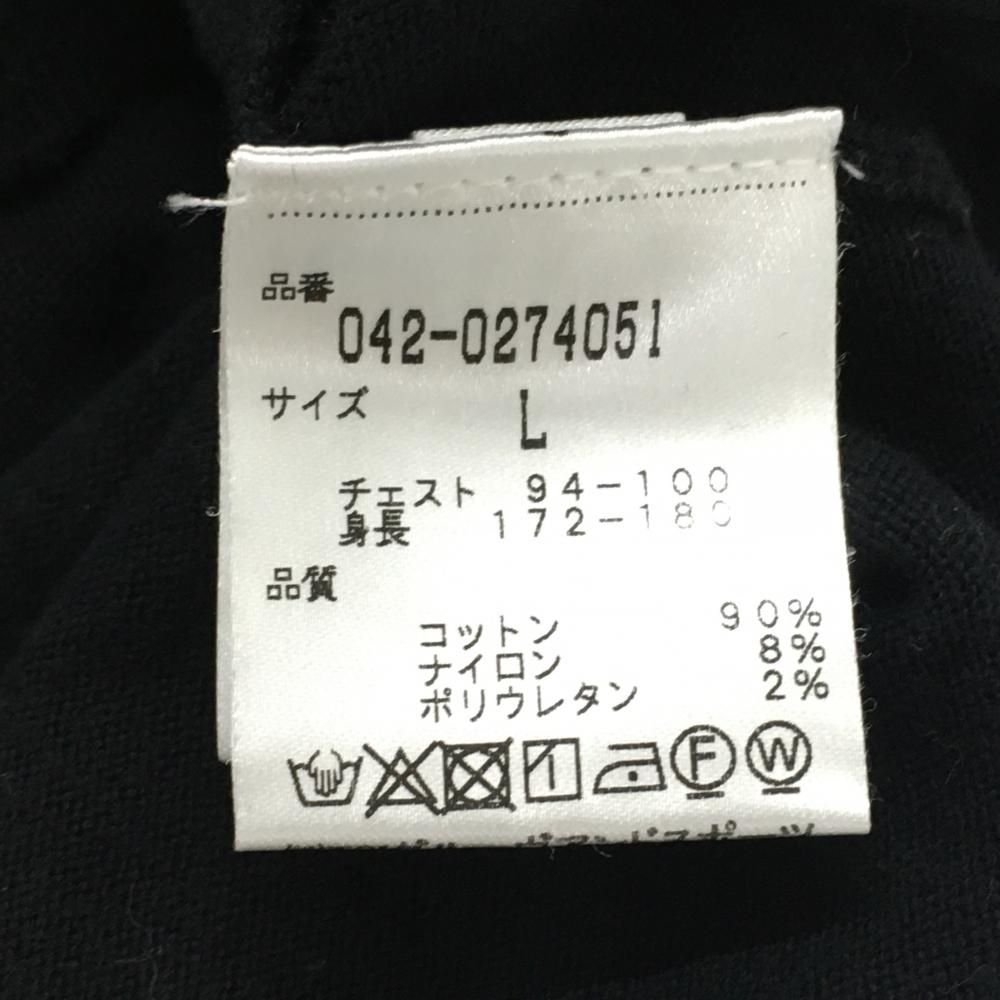 品番
042-0274051
サイズ
L
チェスト 94-100
身長 172-180
品質
コットン 90%
ナイロン 8%
ポリウレタン 2%
F W